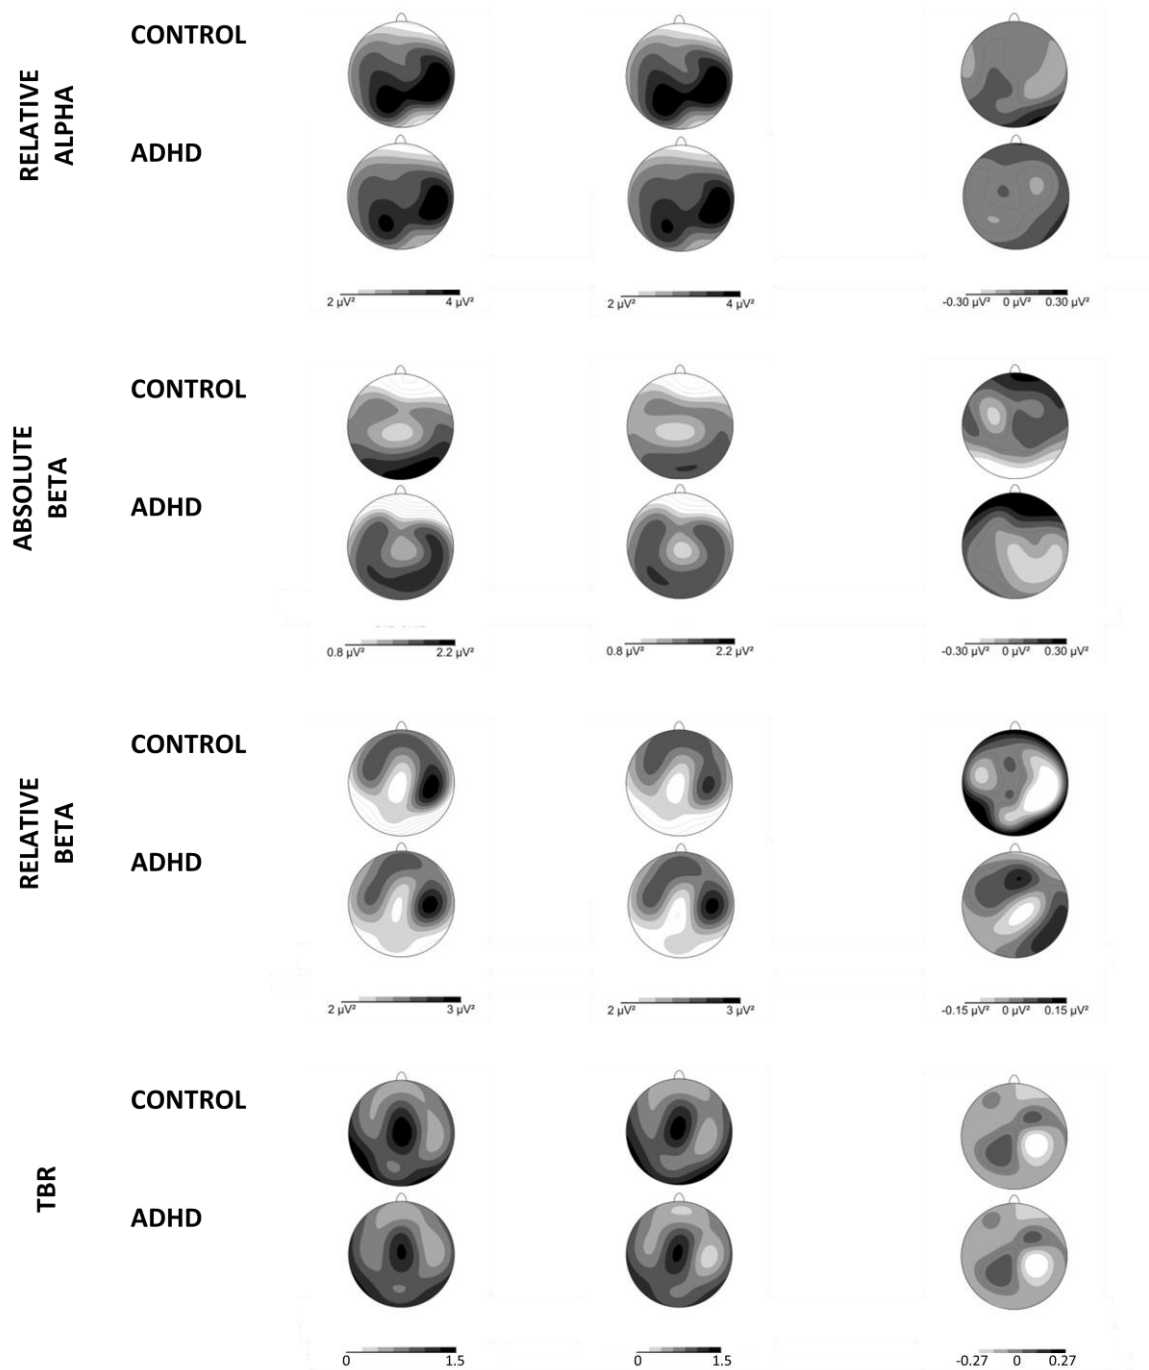 RELATIVE
ALPHA
CONTROL
ADHD
2 µV² 4 µV²
2 µV² 4 µV²
-0.30 µV² 0 µV² 0.30 µV²
ABSOLUTE
BETA
CONTROL
ADHD
0.8 µV² 2.2 µV²
0.8 µV² 2.2 µV²
-0.30 µV² 0 µV² 0.30 µV²
RELATIVE
BETA
CONTROL
ADHD
2 µV² 3 µV²
2 µV² 3 µV²
-0.15 µV² 0 µV² 0.15 µV²
TBR
CONTROL
ADHD
0 1.5
0 1.5
-0.27 0 0.27